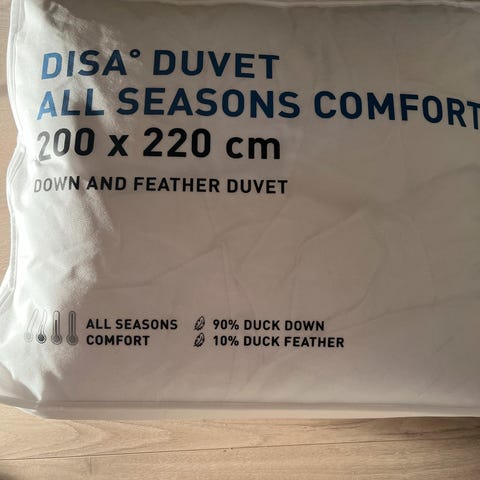 DISA° DUVET
ALL SEASONS COMFORT
200 x 220 cm
DOWN AND FEATHER DUVET
ALL SEASONS
COMFORT
90% DUCK DOWN
10% DUCK FEATHER